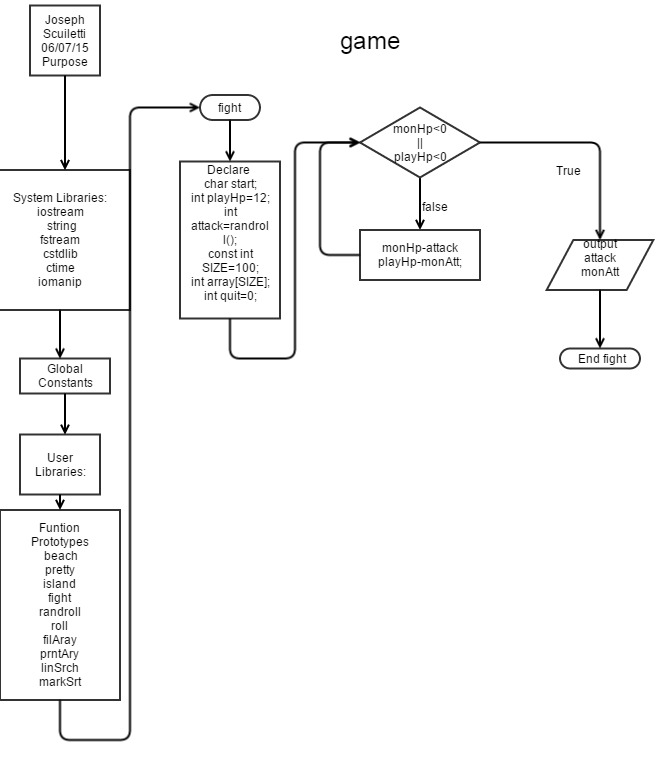 game
Joseph
Scuiletti
06/07/15
Purpose
System Libraries:
iostream
string
fstream
cstdlib
ctime
iomanip
Global
Constants
User
Libraries:
Funtion
Prototypes
beach
pretty
island
fight
randroll
roll
filAray
prntAry
linSrch
markSrt
fight
Declare
char start;
int playHp=12;
int
attack=randrol
l();
const int
SIZE=100;
int array[SIZE];
int quit=0;
monHp<0
||
playHp<0
false
monHp-attack
playHp-monAtt;
True
output
attack
monAtt
End fight